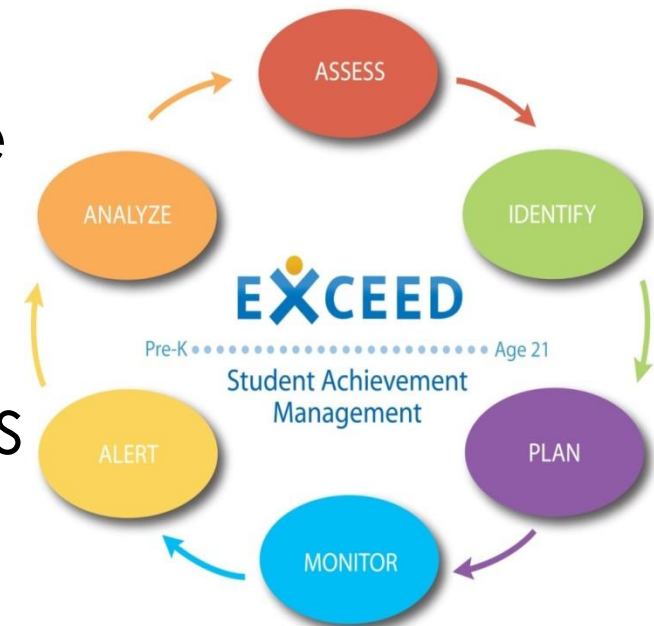 ASSESS
ANALYZE
IDENTIFY
EXCEED
Pre-K
Age 21
Student Achievement
Management
ALERT
PLAN
MONITOR